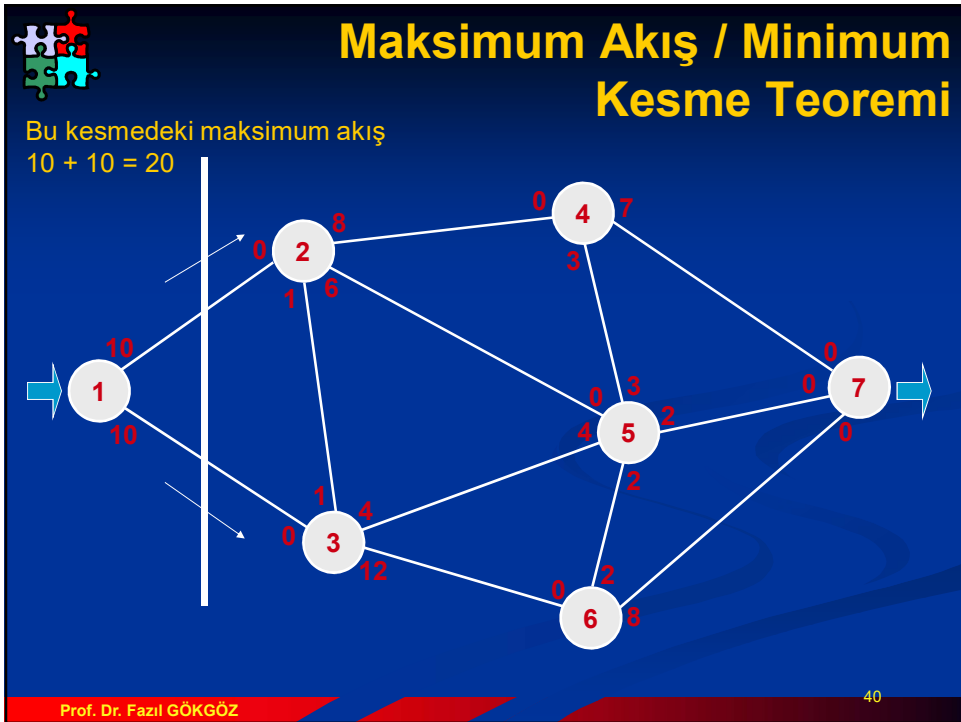 Maksimum Akış / Minimum
Kesme Teoremi
Bu kesmedeki maksimum akış
10 + 10 = 20
0 4 7
8
0 2
3
1 6
10
0
1
0 7
10
0 3
4 5 2
0
2
1 4
0 3
12
2
0
6 8
40
Prof. Dr. Fazıl GÖKGÖZ